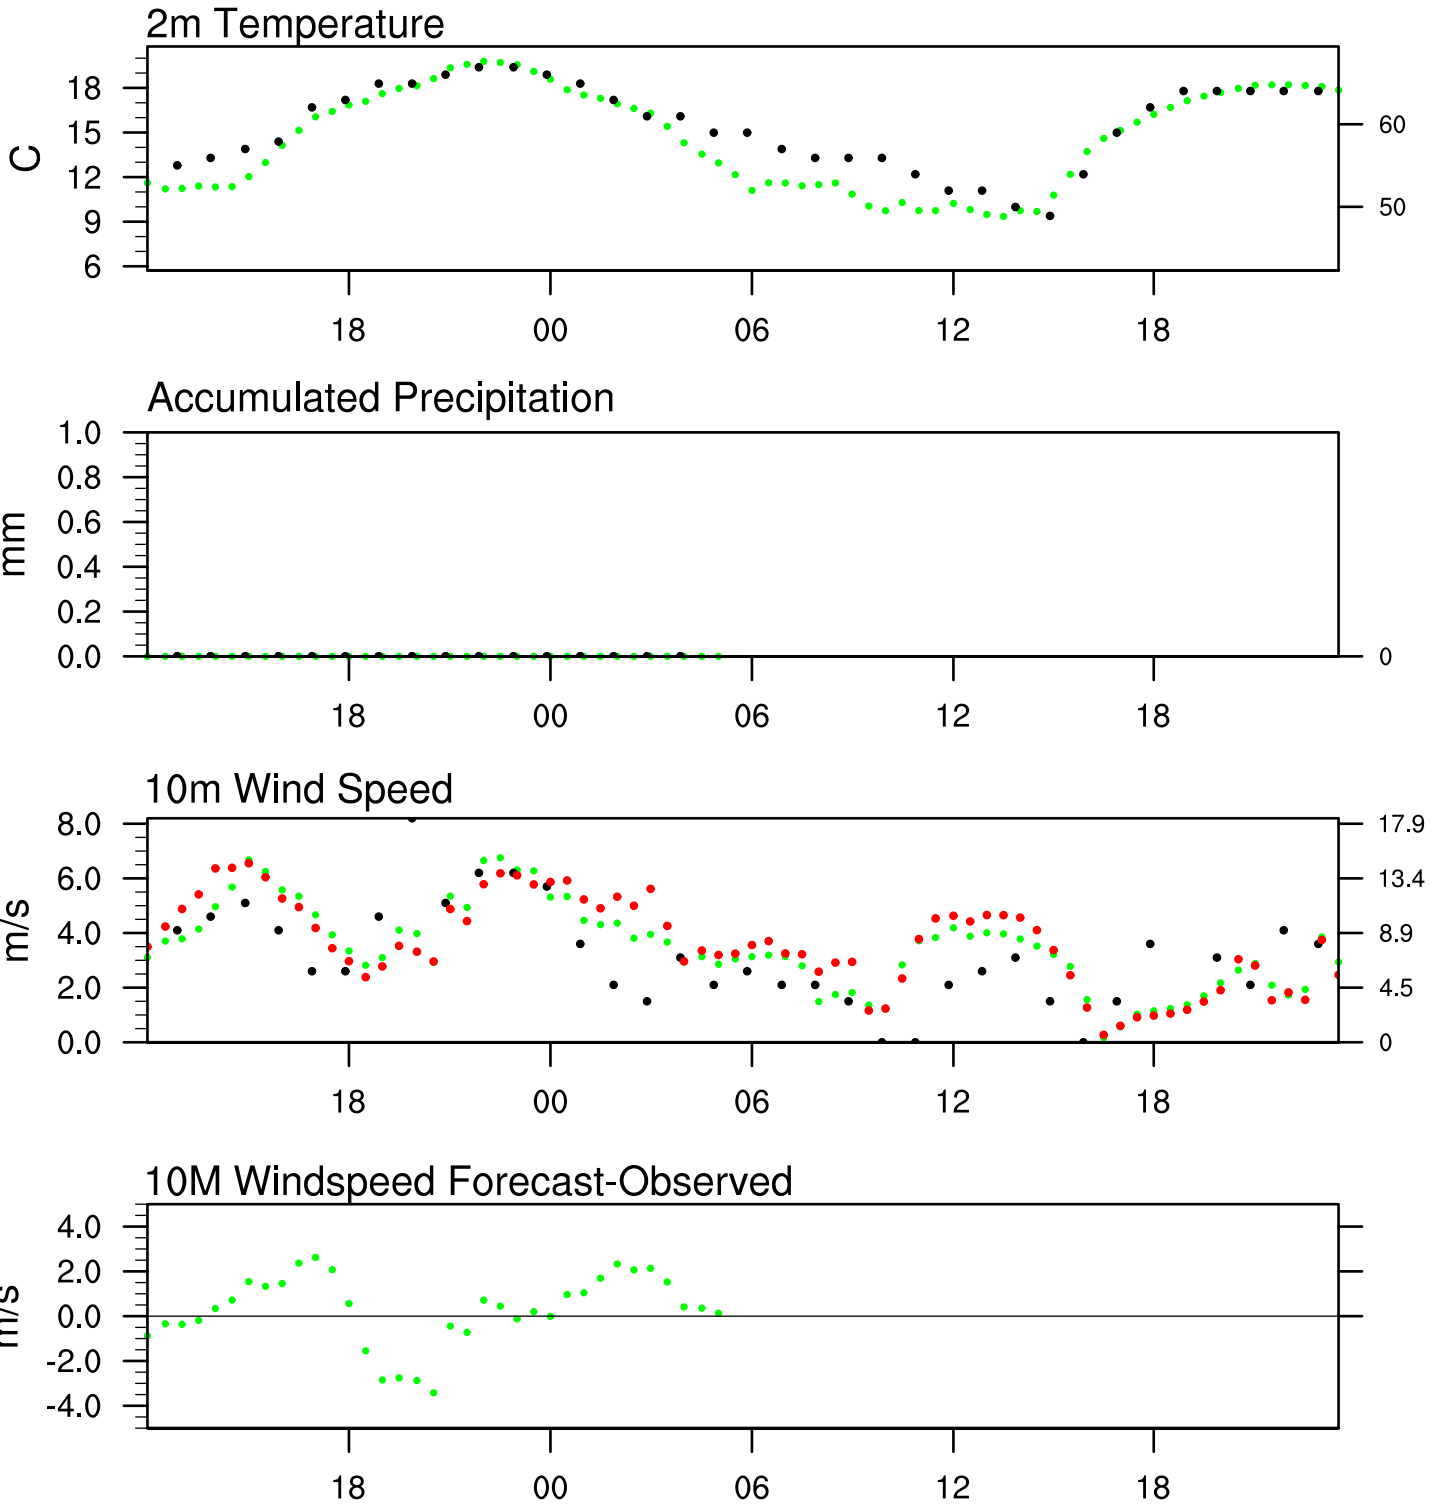 2m Temperature
18
15
12
9
6
C
60
50
18 00 06 12 18
Accumulated Precipitation
1.0
0.8
0.6
0.4
0.2
0.0
mm
0
18 00 06 12 18
10m Wind Speed
8.0
6.0
4.0
2.0
0.0
m/s
17.9
13.4
8.9
4.5
0
18 00 06 12 18
10M Windspeed Forecast-Observed
4.0
2.0
0.0
-2.0
-4.0
m/s
18 00 06 12 18